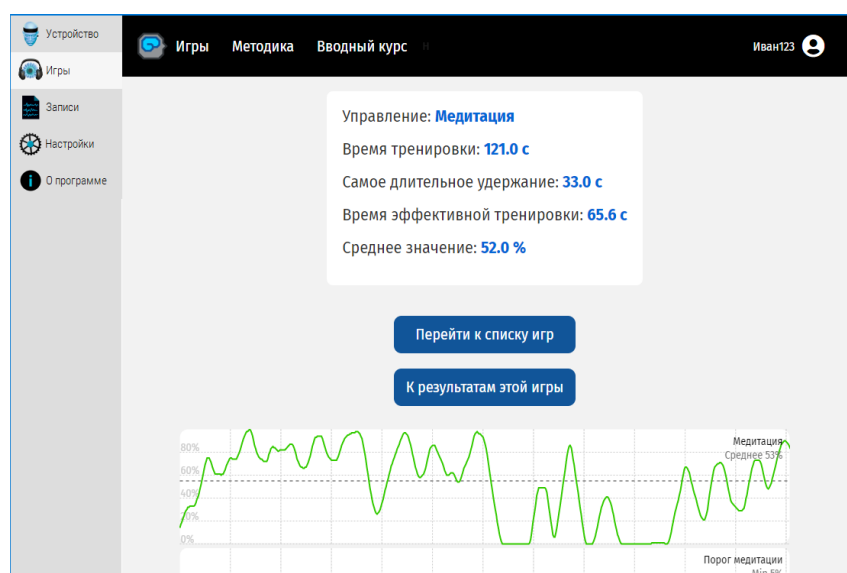 Устройство
Игры
Записи
Настройки
О программе
Игры Методика Вводный курс н
Иван123
Управление: Медитация
Время тренировки: 121.0 с
Самое длительное удержание: 33.0 с
Время эффективной тренировки: 65.6 с
Среднее значение: 52.0 %
Перейти к списку игр
К результатам этой игры
Медитация
Среднее 53%
80%
60%
40%
20%
0%
Порог медитации
Min 5%